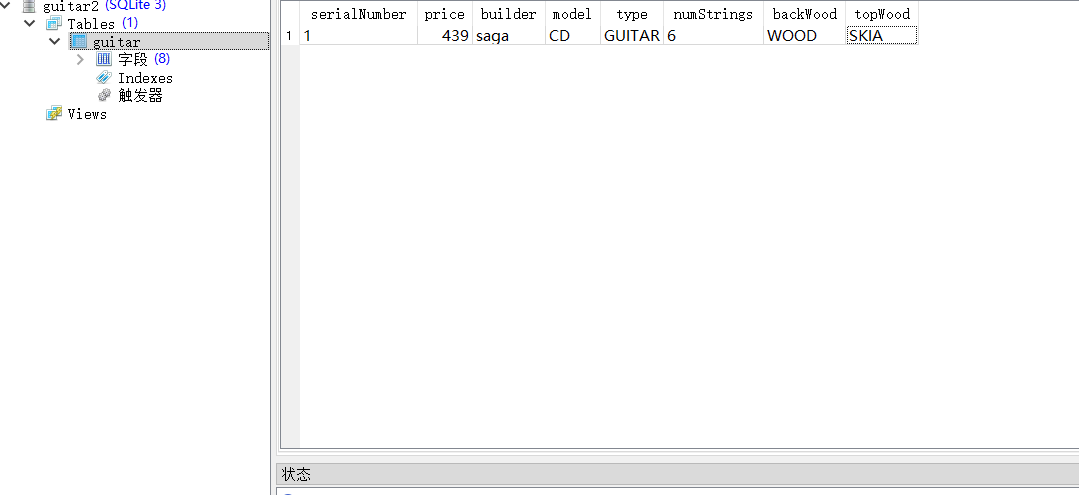 guitar2 (SQLite 3)
Tables (1)
guitar
字段 (8)
Indexes
触发器
Views
serialNumber price builder model type numStrings backWood topWood
1 1 439 saga CD GUITAR 6 WOOD SKIA
状态